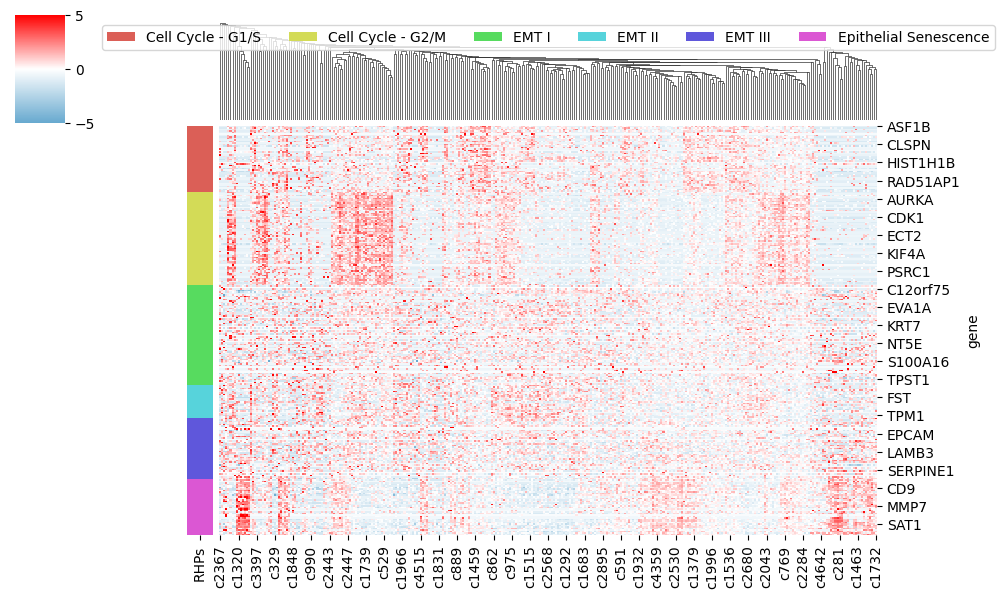 5
0
−5
Cell Cycle - G1/S
Cell Cycle - G2/M
EMT I
EMT II
EMT III
Epithelial Senescence
ASF1B
CLSPN
HIST1H1B
RAD51AP1
AURKA
CDK1
ECT2
KIF4A
PSRC1
C12orf75
EVA1A
KRT7
NT5E
S100A16
TPST1
FST
TPM1
EPCAM
LAMB3
SERPINE1
CD9
MMP7
SAT1
gene
RHPs
c2367
c1320
c3397
c329
c1848
c990
c2443
c2447
c1739
c529
c1966
c4515
c1831
c889
c1459
c862
c975
c1515
c2568
c1292
c1683
c2895
c591
c1932
c4359
c2530
c1379
c1996
c1536
c2680
c2043
c769
c2284
c4642
c281
c1463
c1732